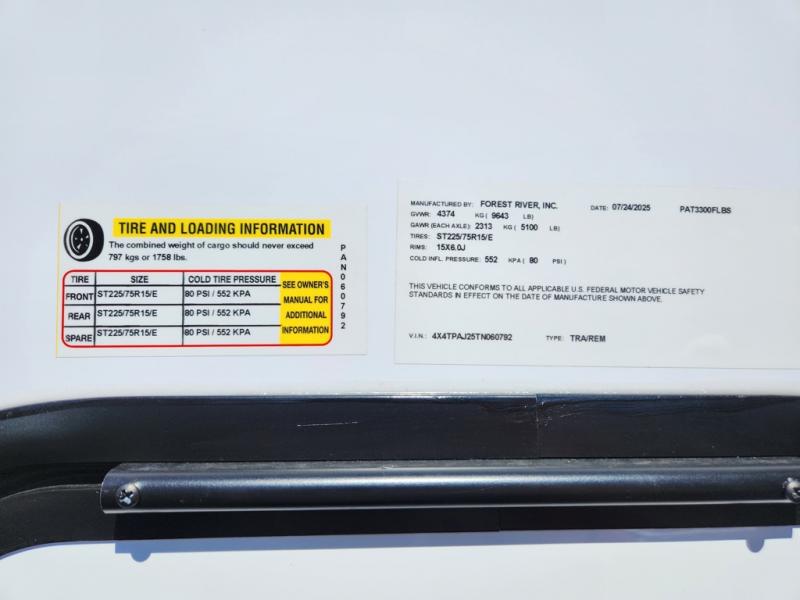 TIRE AND LOADING INFORMATION
The combined weight of cargo should never exceed
797 kgs or 1758 lbs.
TIRE SIZE COLD TIRE PRESSURE
FRONT ST225/75R15/E 80 PSI / 552 KPA
REAR ST225/75R15/E 80 PSI / 552 KPA
SPARE ST225/75R15/E 80 PSI / 552 KPA
SEE OWNER'S
MANUAL FOR
ADDITIONAL
INFORMATION
PAN060792
MANUFACTURED BY: FOREST RIVER, INC. DATE: 07/24/2025 PAT3300FLBS
GVWR: 4374 KG ( 9643 LB)
GAWR (EACH AXLE): 2313 KG ( 5100 LB)
TIRES: ST225/75R15/E
RIMS: 15X6.0J
COLD INFL. PRESSURE: 552 KPA ( 80 PSI )
THIS VEHICLE CONFORMS TO ALL APPLICABLE U.S. FEDERAL MOTOR VEHICLE SAFETY
STANDARDS IN EFFECT ON THE DATE OF MANUFACTURE SHOWN ABOVE.
V.I.N.: 4X4TPAJ25TN060792 TYPE: TRA/REM